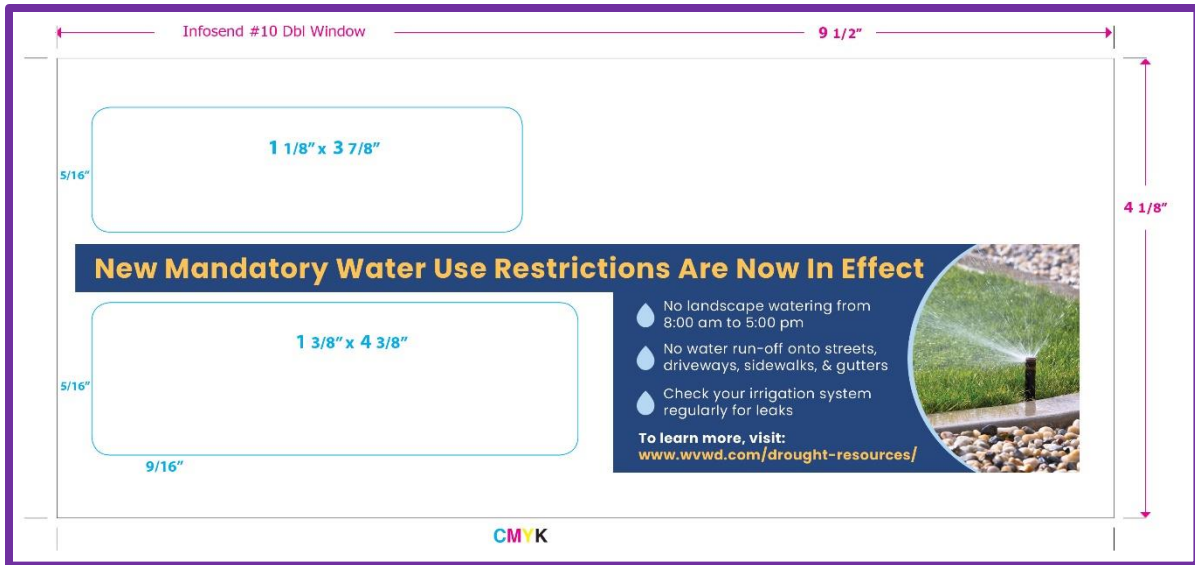 Infosend #10 Dbl Window
9 1/2"
1 1/8" x 3 7/8"
5/16"
4 1/8"
New Mandatory Water Use Restrictions Are Now In Effect
No landscape watering from
8:00 am to 5:00 pm
No water run-off onto streets,
driveways, sidewalks, & gutters
Check your irrigation system
regularly for leaks
To learn more, visit:
www.wvwd.com/drought-resources/
1 3/8" x 4 3/8"
5/16"
9/16"
CMYK